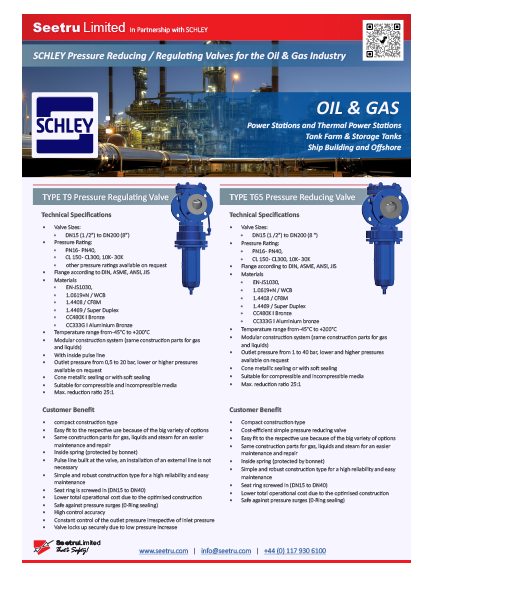 Seetru Limited In Partnership with SCHLEY
SCHLEY Pressure Reducing / Regulating Valves for the Oil & Gas Industry
SCHLEY
OIL & GAS
Power Stations and Thermal Power Stations
Tank Farm & Storage Tanks
Ship Building and Offshore
TYPE T9 Pressure Regulating Valve
Technical Specifications
• Valve Sizes:
• DN15 (1 /2") to DN200 (8")
• Pressure Rating:
• PN16- PN40,
• CL 150- CL300, 10K- 30K
• other pressure ratings available on request
• Flange according to DIN, ASME, ANSI, JIS
• Materials
• EN-JS1030,
• 1.0619+N / WCB
• 1.4408 / CF8M
• 1.4469 / Super Duplex
• CC480K I Bronze
• CC333G I Aluminium Bronze
• Temperature range from-45°C to +200°C
• Modular construction system (same construction parts for gas
and liquids)
• With inside pulse line
• Outlet pressure from 0,5 to 20 bar, lower or higher pressures
available on request
• Cone metallic sealing or with soft sealing
• Suitable for compressible and incompressible media
• Max. reduction ratio 25:1
Customer Benefit
• compact construction type
• Easy fit to the respective use because of the big variety of options
• Same construction parts for gas, liquids and steam for an easier
maintenance and repair
• Inside spring (protected by bonnet)
• Pulse line built at the valve, an installation of an external line is not
necessary
• Simple and robust construction type for a high reliability and easy
maintenance
• Seat ring is screwed in (DN15 to DN40)
• Lower total operational cost due to the optimised construction
• Safe against pressure surges (0-Ring sealing)
• High control accuracy
• Constant control of the outlet pressure irrespective of inlet pressure
• Valve locks up securely due to low pressure increase
TYPE T65 Pressure Reducing Valve
Technical Specifications
• Valve Sizes:
• DN15 (1/2") to DN200 (8 ")
• Pressure Rating:
• PN16- PN40,
• CL 150- CL300, 10K- 30K
• Flange according to DIN, ASME, ANSI, JIS
• Materials
• EN-JS1030,
• 1.0619+N / WCB
• 1.4408 / CF8M
• 1.4469 / Super Duplex
• CC480K I Bronze
• CC333G I Aluminium bronze
• Temperature range from-45°C to +200°C
• Modular construction system (same construction parts for gas
and liquids)
• Outlet pressure from 1 to 40 bar, lower and higher pressures
available on request
• Cone metallic sealing or with soft sealing
• Suitable for compressible and incompressible media
• Max. reduction ratio 25:1
Customer Benefit
• Compact construction type
• Cost-efficient simple pressure reducing valve
• Easy fit to the respective use because of the big variety of options
• Same construction parts for gas, liquids and steam for an easier
maintenance and repair
• Inside spring (protected by bonnet)
• Simple and robust construction type for a high reliability and easy
maintenance
• Seat ring is screwed in (DN15 to DN40)
• Lower total operational cost due to the optimised construction
• Safe against pressure surges (0-Ring sealing)
Seetru Limited
That's Safety!
www.seetru.com | info@seetru.com | +44 (0) 117 930 6100